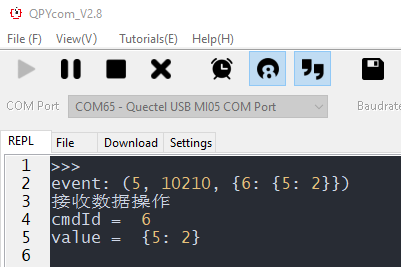 QPYcom_V2.8
File (F) View(V) Tutorials(E) Help(H)
COM Port COM65 - Quectel USB MI05 COM Port Baudrate
REPL File Download Settings
1 >>>
2 event: (5, 10210, {6: {5: 2}})
3 接收数据操作
4 cmdId = 6
5 value = {5: 2}
6